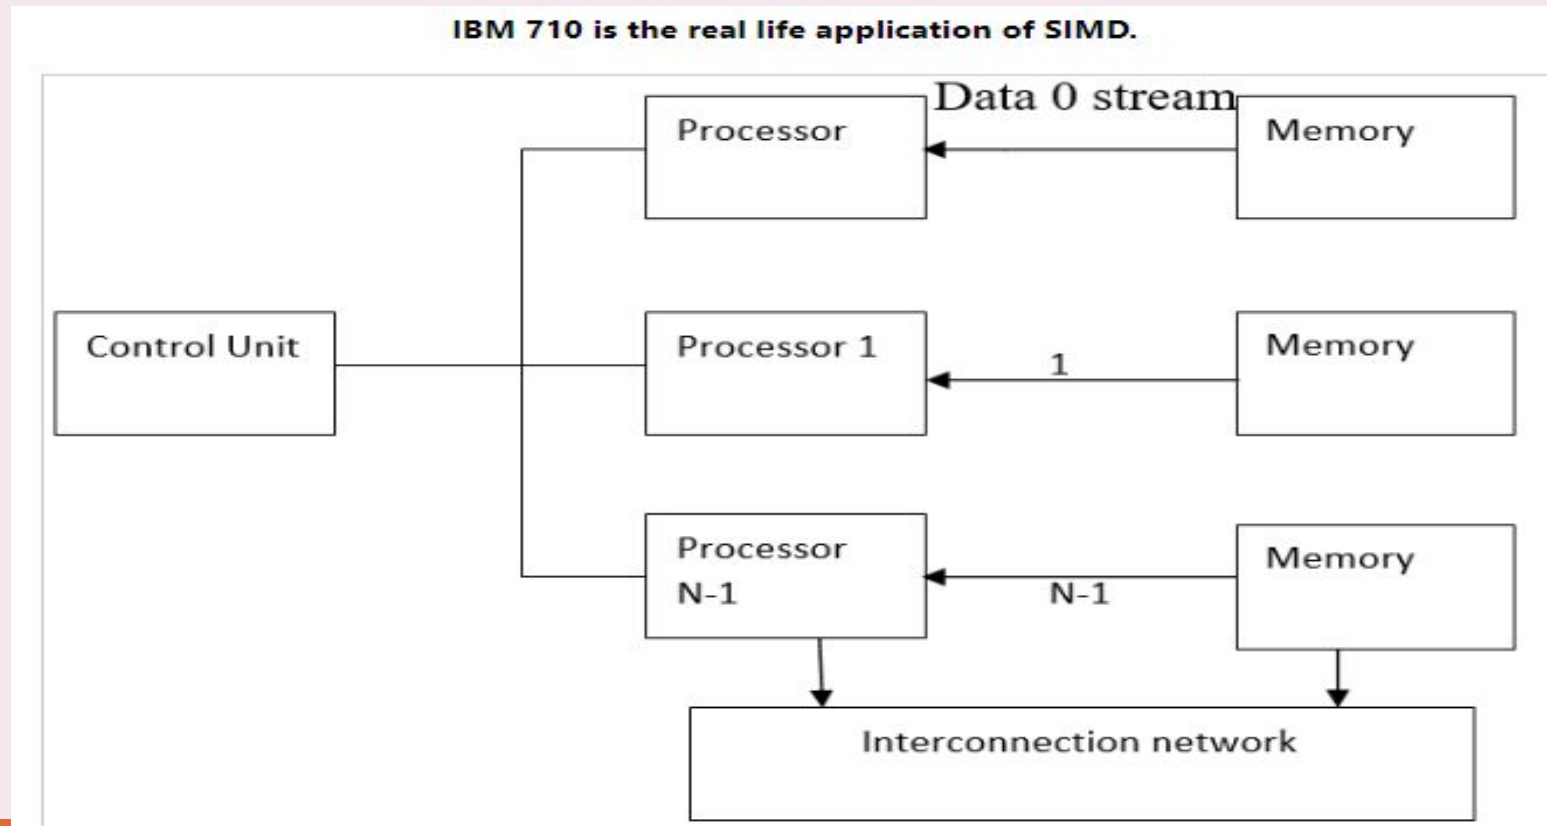 IBM 710 is the real life application of SIMD.
Data 0 stream
Processor
Memory
Control Unit
Processor 1
1
Memory
Processor
N-1
N-1
Memory
Interconnection network